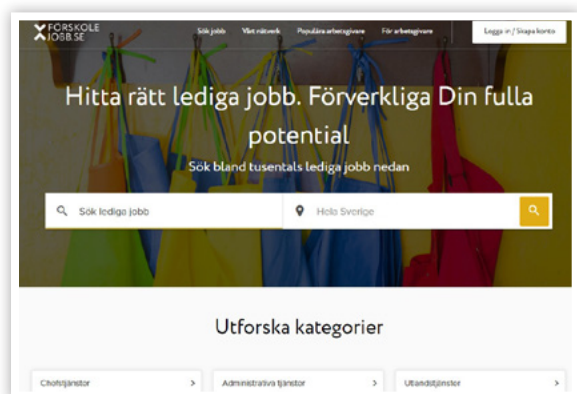 FÖRSKOLE
JOBB.SE
Sök jobb Vårt nätverk Populära arbetsgivare För arbetsgivare Logga in / Skapa konto
Hitta rätt lediga jobb. Förverkliga Din fulla
potential
Sök bland tusentals lediga jobb nedan
Sök lediga jobb Hela Sverige
Utforska kategorier
Chefstjänster > Administrativa tjänster > Utlandstjänster >